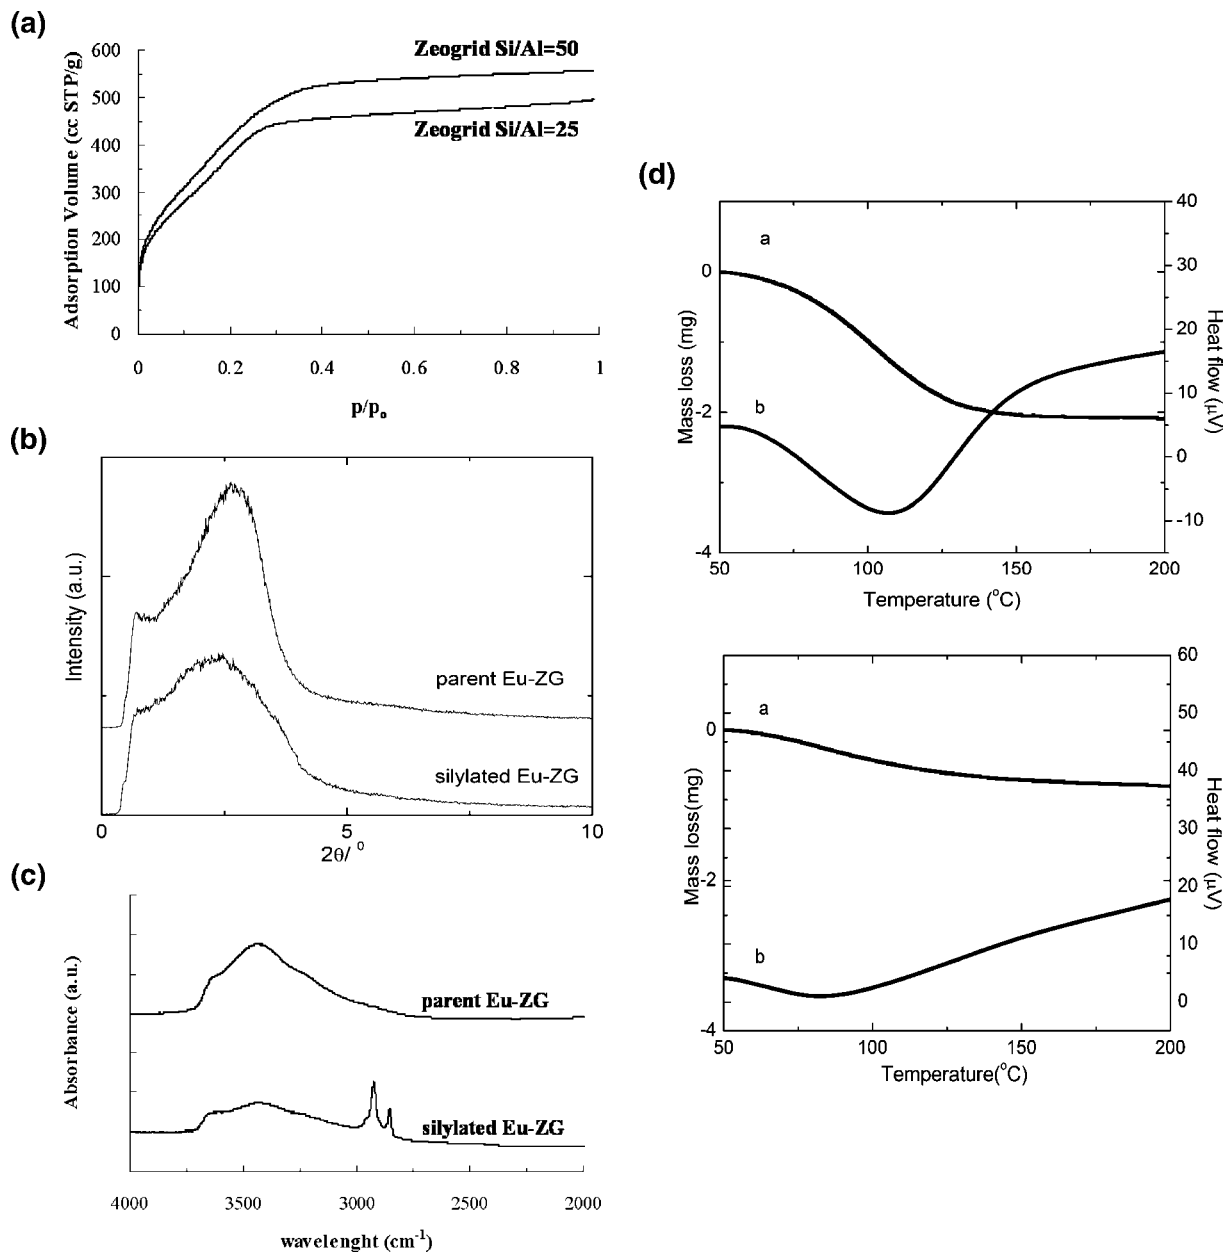 (a)
Zeogrid Si/Al=50
Zeogrid Si/Al=25
Adsorption Volume (cc STP/g)
600
500
400
300
200
100
0
0 0.2 0.4 0.6 0.8 1
p/pₒ
(b)
Intensity (a.u.)
parent Eu-ZG
silylated Eu-ZG
0 5 10
2θ/ °
(c)
Absorbance (a.u.)
parent Eu-ZG
silylated Eu-ZG
4000 3500 3000 2500 2000
wavelenght (cm⁻¹)
(d)
Mass loss (mg)
0
-2
-4
a
b
40
29
20
10
0
-10
Heat flow (μV)
50 100 150 200
Temperature (°C)
Mass loss(mg)
0
-2
-4
a
b
60
50
40
30
20
10
0
Heat flow (μV)
50 100 150 200
Temperature(°C)